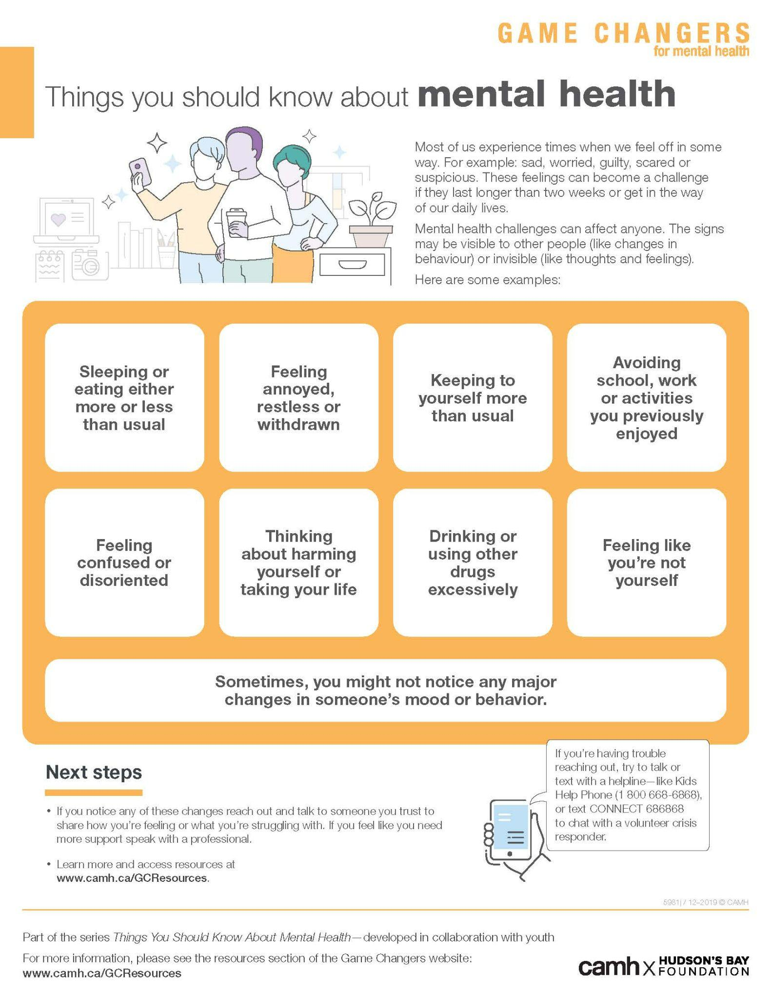 GAME CHANGERS
for mental health
Things you should know about mental health
Most of us experience times when we feel off in some
way. For example: sad, worried, guilty, scared or
suspicious. These feelings can become a challenge
if they last longer than two weeks or get in the way
of our daily lives.
Mental health challenges can affect anyone. The signs
may be visible to other people (like changes in
behaviour) or invisible (like thoughts and feelings).
Here are some examples:
Sleeping or
eating either
more or less
than usual
Feeling
annoyed,
restless or
withdrawn
Keeping to
yourself more
than usual
Avoiding
school, work
or activities
you previously
enjoyed
Feeling
confused or
disoriented
Thinking
about harming
yourself or
taking your life
Drinking or
using other
drugs
excessively
Feeling like
you're not
yourself
Sometimes, you might not notice any major
changes in someone's mood or behavior.
Next steps
• If you notice any of these changes reach out and talk to someone you trust to
share how you're feeling or what you're struggling with. If you feel like you need
more support speak with a professional.
• Learn more and access resources at
www.camh.ca/GCResources.
If you're having trouble
reaching out, try to talk or
text with a helpline—like Kids
Help Phone (1 800 668-6868),
or text CONNECT 686868
to chat with a volunteer crisis
responder.
5981j / 12–2019 © CAMH
Part of the series Things You Should Know About Mental Health—developed in collaboration with youth
For more information, please see the resources section of the Game Changers website:
www.camh.ca/GCResources
camh x HUDSON'S BAY
FOUNDATION